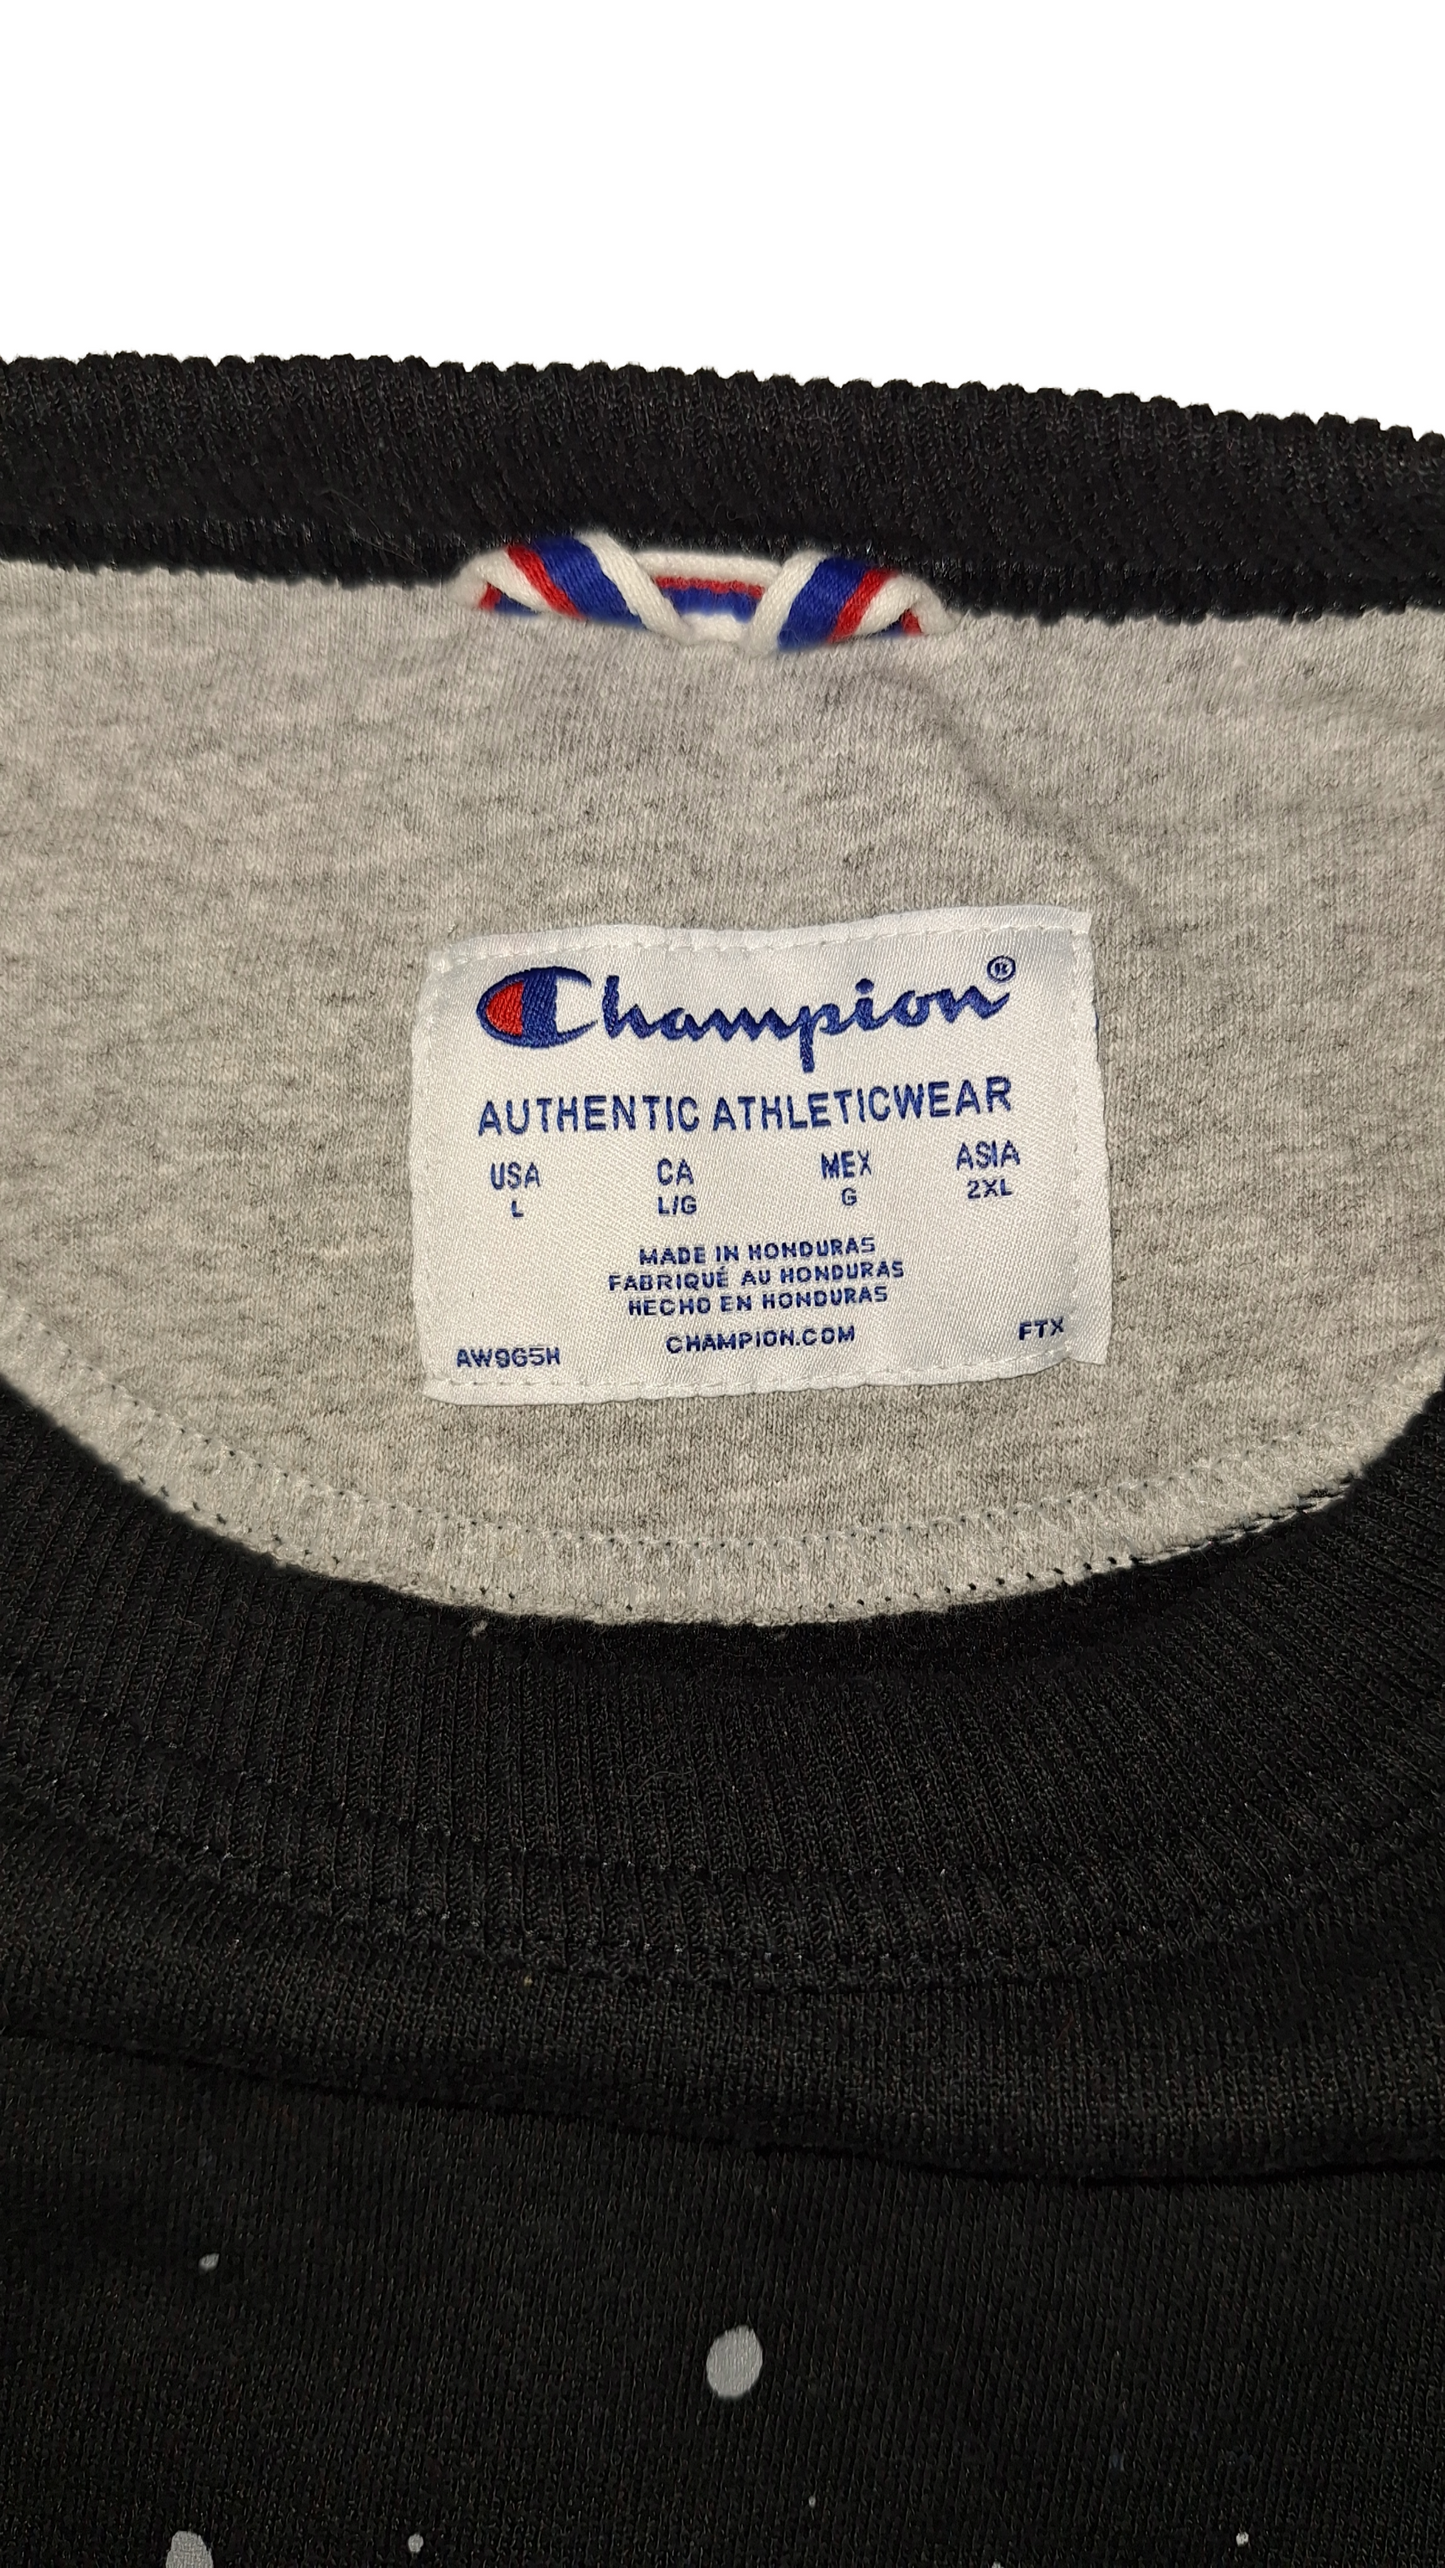 Champion®
AUTHENTIC ATHLETICWEAR
USA CA MEX ASIA
L L/G G 2XL
MADE IN HONDURAS
FABRIQUÉ AU HONDURAS
HECHO EN HONDURAS
AW965H CHAMPION.COM FTX